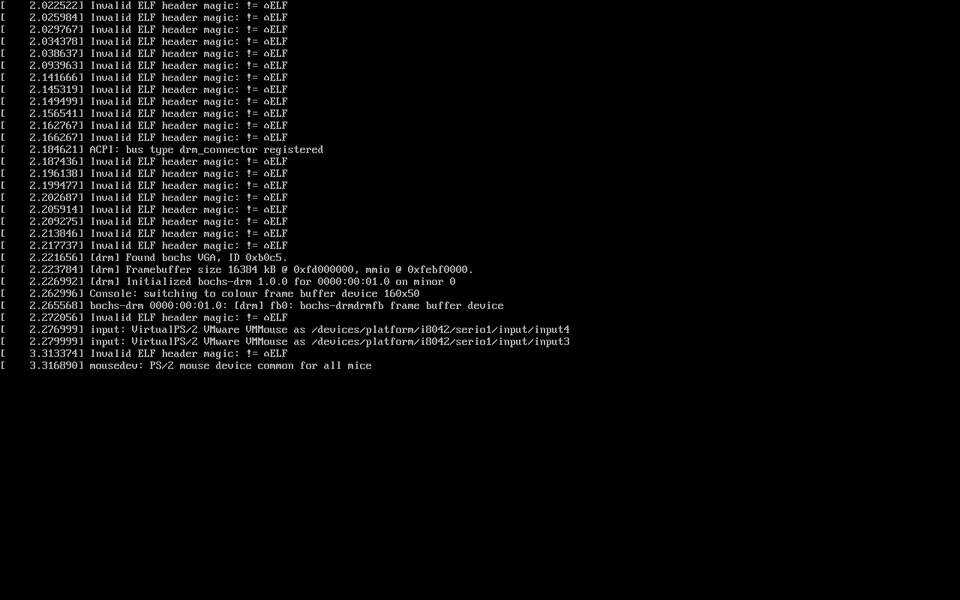 [    2.022522] Invalid ELF header magic: != ⌂ELF
[    2.025984] Invalid ELF header magic: != ⌂ELF
[    2.029767] Invalid ELF header magic: != ⌂ELF
[    2.034378] Invalid ELF header magic: != ⌂ELF
[    2.038637] Invalid ELF header magic: != ⌂ELF
[    2.093963] Invalid ELF header magic: != ⌂ELF
[    2.141666] Invalid ELF header magic: != ⌂ELF
[    2.145319] Invalid ELF header magic: != ⌂ELF
[    2.149499] Invalid ELF header magic: != ⌂ELF
[    2.156541] Invalid ELF header magic: != ⌂ELF
[    2.162767] Invalid ELF header magic: != ⌂ELF
[    2.166267] Invalid ELF header magic: != ⌂ELF
[    2.184621] ACPI: bus type drm_connector registered
[    2.187436] Invalid ELF header magic: != ⌂ELF
[    2.196138] Invalid ELF header magic: != ⌂ELF
[    2.199477] Invalid ELF header magic: != ⌂ELF
[    2.202687] Invalid ELF header magic: != ⌂ELF
[    2.205914] Invalid ELF header magic: != ⌂ELF
[    2.209275] Invalid ELF header magic: != ⌂ELF
[    2.213846] Invalid ELF header magic: != ⌂ELF
[    2.217737] Invalid ELF header magic: != ⌂ELF
[    2.221656] [drm] Found bochs VGA, ID 0xb0c5.
[    2.223784] [drm] Framebuffer size 16384 kB @ 0xfd000000, mmio @ 0xfebf0000.
[    2.226992] [drm] Initialized bochs-drm 1.0.0 for 0000:00:01.0 on minor 0
[    2.262996] Console: switching to colour frame buffer device 160x50
[    2.265568] bochs-drm 0000:00:01.0: [drm] fb0: bochs-drmdrmfb frame buffer device
[    2.272056] Invalid ELF header magic: != ⌂ELF
[    2.276999] input: VirtualPS/2 VMware VMMouse as /devices/platform/i8042/serio1/input/input4
[    2.279999] input: VirtualPS/2 VMware VMMouse as /devices/platform/i8042/serio1/input/input3
[    3.313374] Invalid ELF header magic: != ⌂ELF
[    3.316890] mousedev: PS/2 mouse device common for all mice